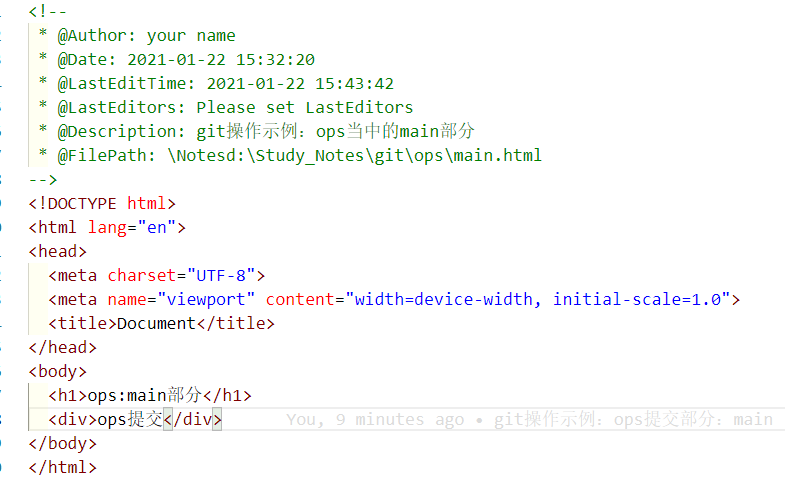 <!--
 * @Author: your name
 * @Date: 2021-01-22 15:32:20
 * @LastEditTime: 2021-01-22 15:43:42
 * @LastEditors: Please set LastEditors
 * @Description: git操作示例：ops当中的main部分
 * @FilePath: \Notesd:\Study_Notes\git\ops\main.html
-->
<!DOCTYPE html>
<html lang="en">
<head>
  <meta charset="UTF-8">
  <meta name="viewport" content="width=device-width, initial-scale=1.0">
  <title>Document</title>
</head>
<body>
  <h1>ops:main部分</h1>
  <div>ops提交</div> You, 9 minutes ago • git操作示例：ops提交部分：main
</body>
</html>